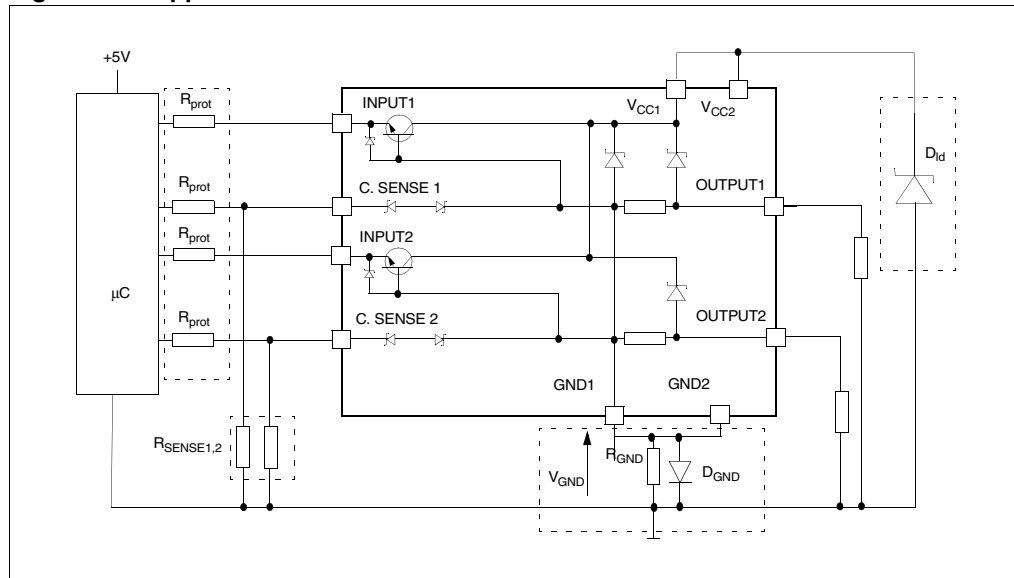 +5V
Rprot
INPUT1
VCC1
VCC2
Dld
Rprot
C. SENSE 1
OUTPUT1
Rprot
INPUT2
µC
Rprot
C. SENSE 2
OUTPUT2
GND1
GND2
RSENSE1,2
VGND
RGND
DGND